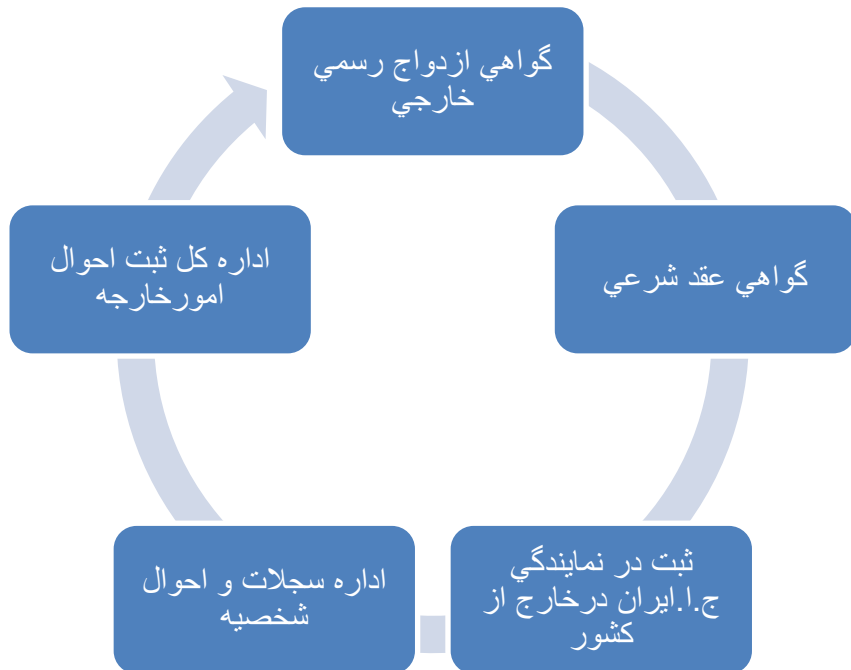 گواهي ازدواج رسمي
خارجي
گواهي عقد شرعي
ثبت در نمايندگي
ج.ا.ايران درخارج از
كشور
اداره سجلات و احوال
شخصيه
اداره كل ثبت احوال
امورخارجه